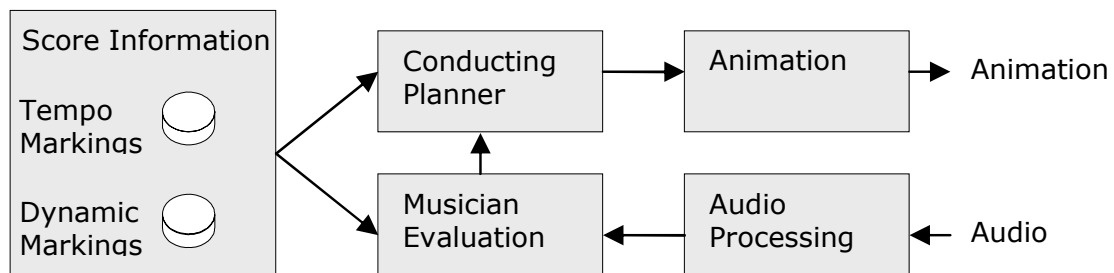 Score Information
Tempo
Markings
Dynamic
Markings
Conducting
Planner
Animation
Animation
Musician
Evaluation
Audio
Processing
Audio